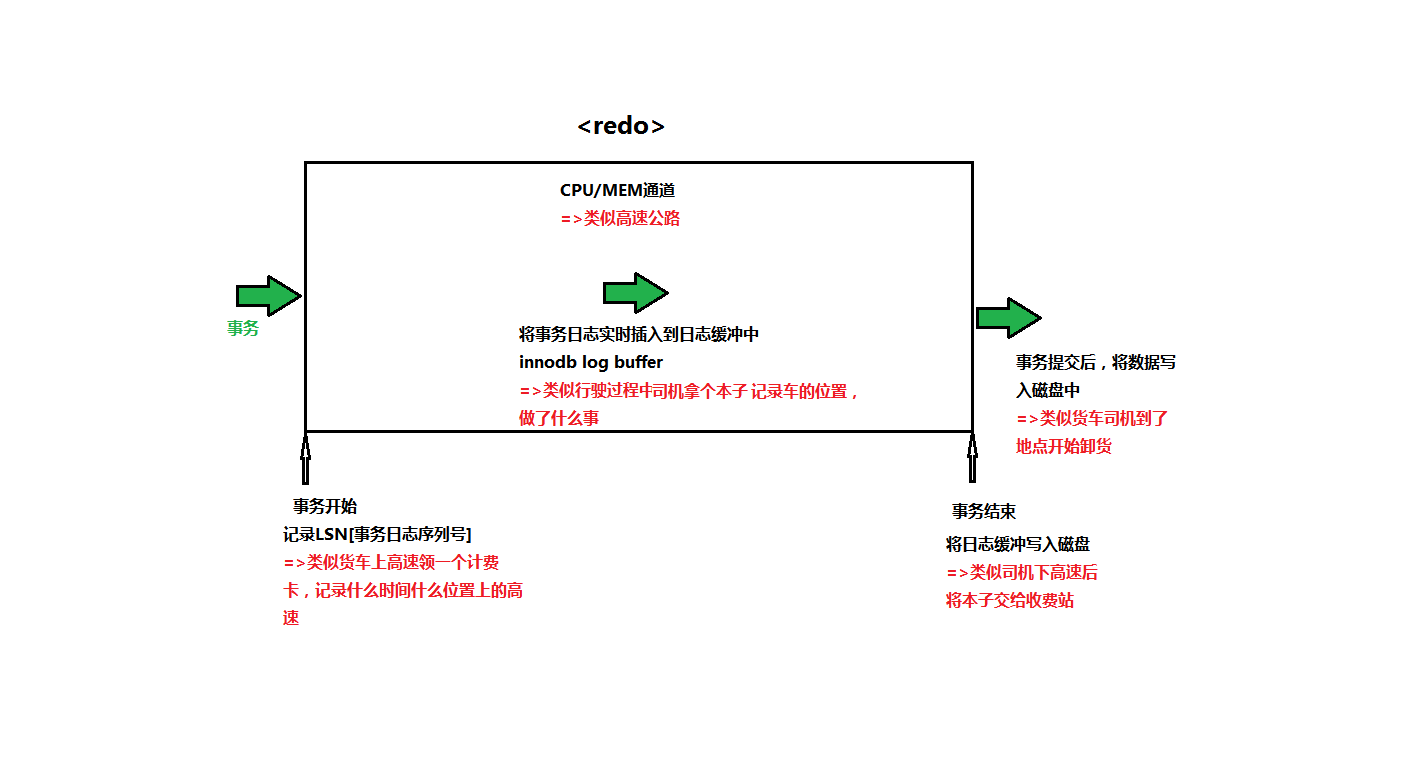 <redo>
CPU/MEM通道
=>类似高速公路
事务
将事务日志实时插入到日志缓冲中
innodb log buffer
=>类似行驶过程中司机拿个本子 记录车的位置，
做了什么事
事务提交后，将数据写
入磁盘中
=>类似货车司机到了
地点开始卸货
事务开始
记录LSN[事务日志序列号]
=>类似货车上高速领一个计费
卡，记录什么时间什么位置上的高
速
事务结束
将日志缓冲写入磁盘
=>类似司机下高速后
将本子交给收费站